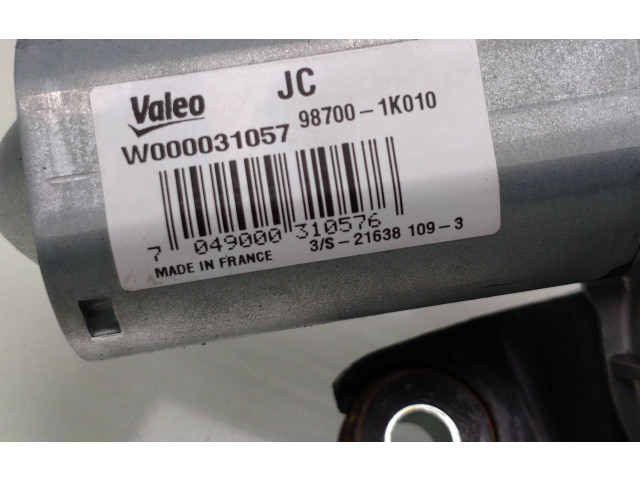 JC
Valeo
98700-1K010
W000031057
7 049000 310576
3/S-21638 109-3
MADE IN FRANCE